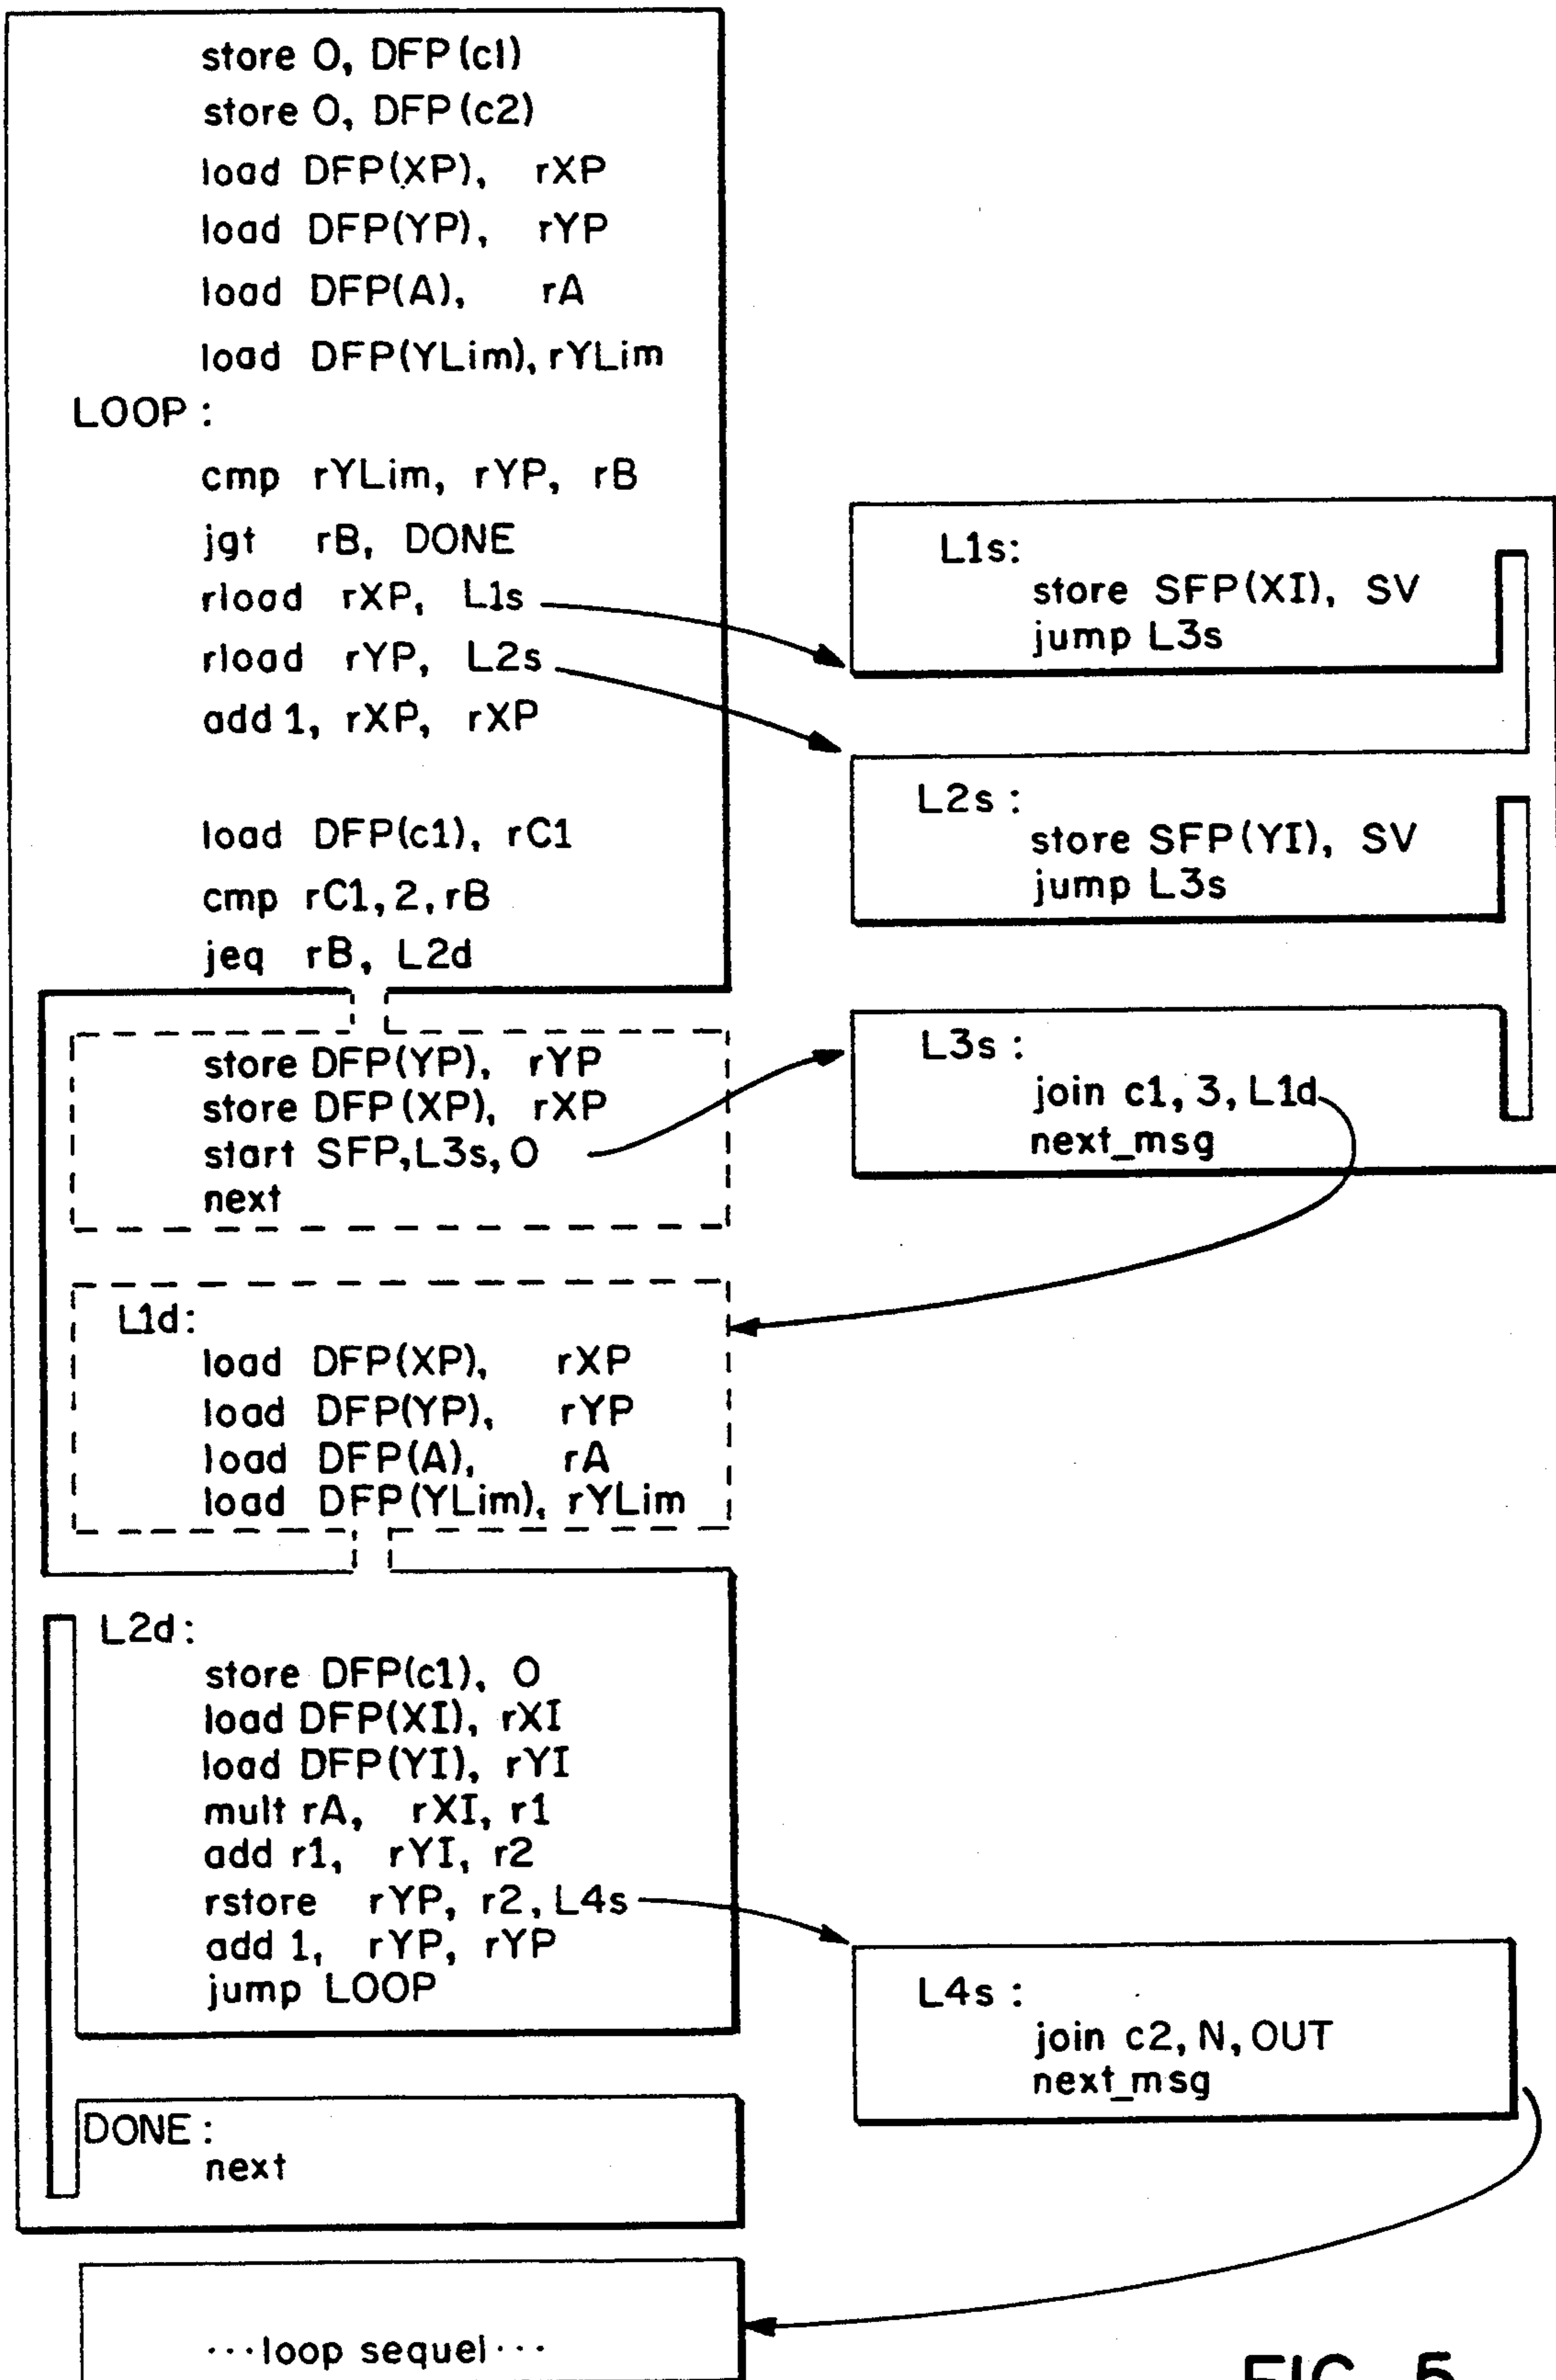 store 0, DFP(c1)
store 0, DFP(c2)
load DFP(XP), rXP
load DFP(YP), rYP
load DFP(A), rA
load DFP(YLim), rYLim
LOOP:
cmp rYLim, rYP, rB
jgt rB, DONE
rload rXP, L1s
rload rYP, L2s
add 1, rXP, rXP
load DFP(c1), rC1
cmp rC1, 2, rB
jeq rB, L2d
store DFP(YP), rYP
store DFP(XP), rXP
start SFP, L3s, 0
next
L1d:
load DFP(XP), rXP
load DFP(YP), rYP
load DFP(A), rA
load DFP(YLim), rYLim
L2d:
store DFP(c1), 0
load DFP(XI), rXI
load DFP(YI), rYI
mult rA, rXI, r1
add r1, rYI, r2
rstore rYP, r2, L4s
add 1, rYP, rYP
jump LOOP
DONE:
next
...loop sequel...
L1s:
store SFP(XI), SV
jump L3s
L2s:
store SFP(YI), SV
jump L3s
L3s:
join c1, 3, L1d
next_msg
L4s:
join c2, N, OUT
next_msg
FIG. 5